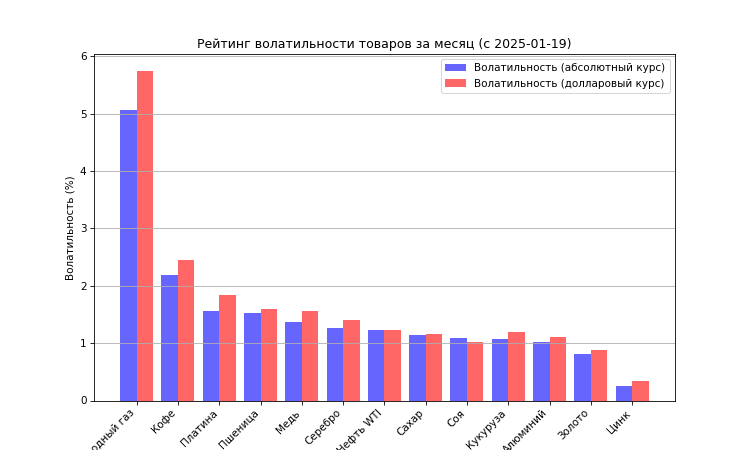 Рейтинг волатильности товаров за месяц (с 2025-01-19)
Волатильность (абсолютный курс)
Волатильность (долларовый курс)
Волатильность (%)
6
5
4
3
2
1
0
одный газ
Кофе
Платина
Пшеница
Медь
Серебро
Нефть WTI
Сахар
Соя
Кукуруза
Алюминий
Золото
Цинк